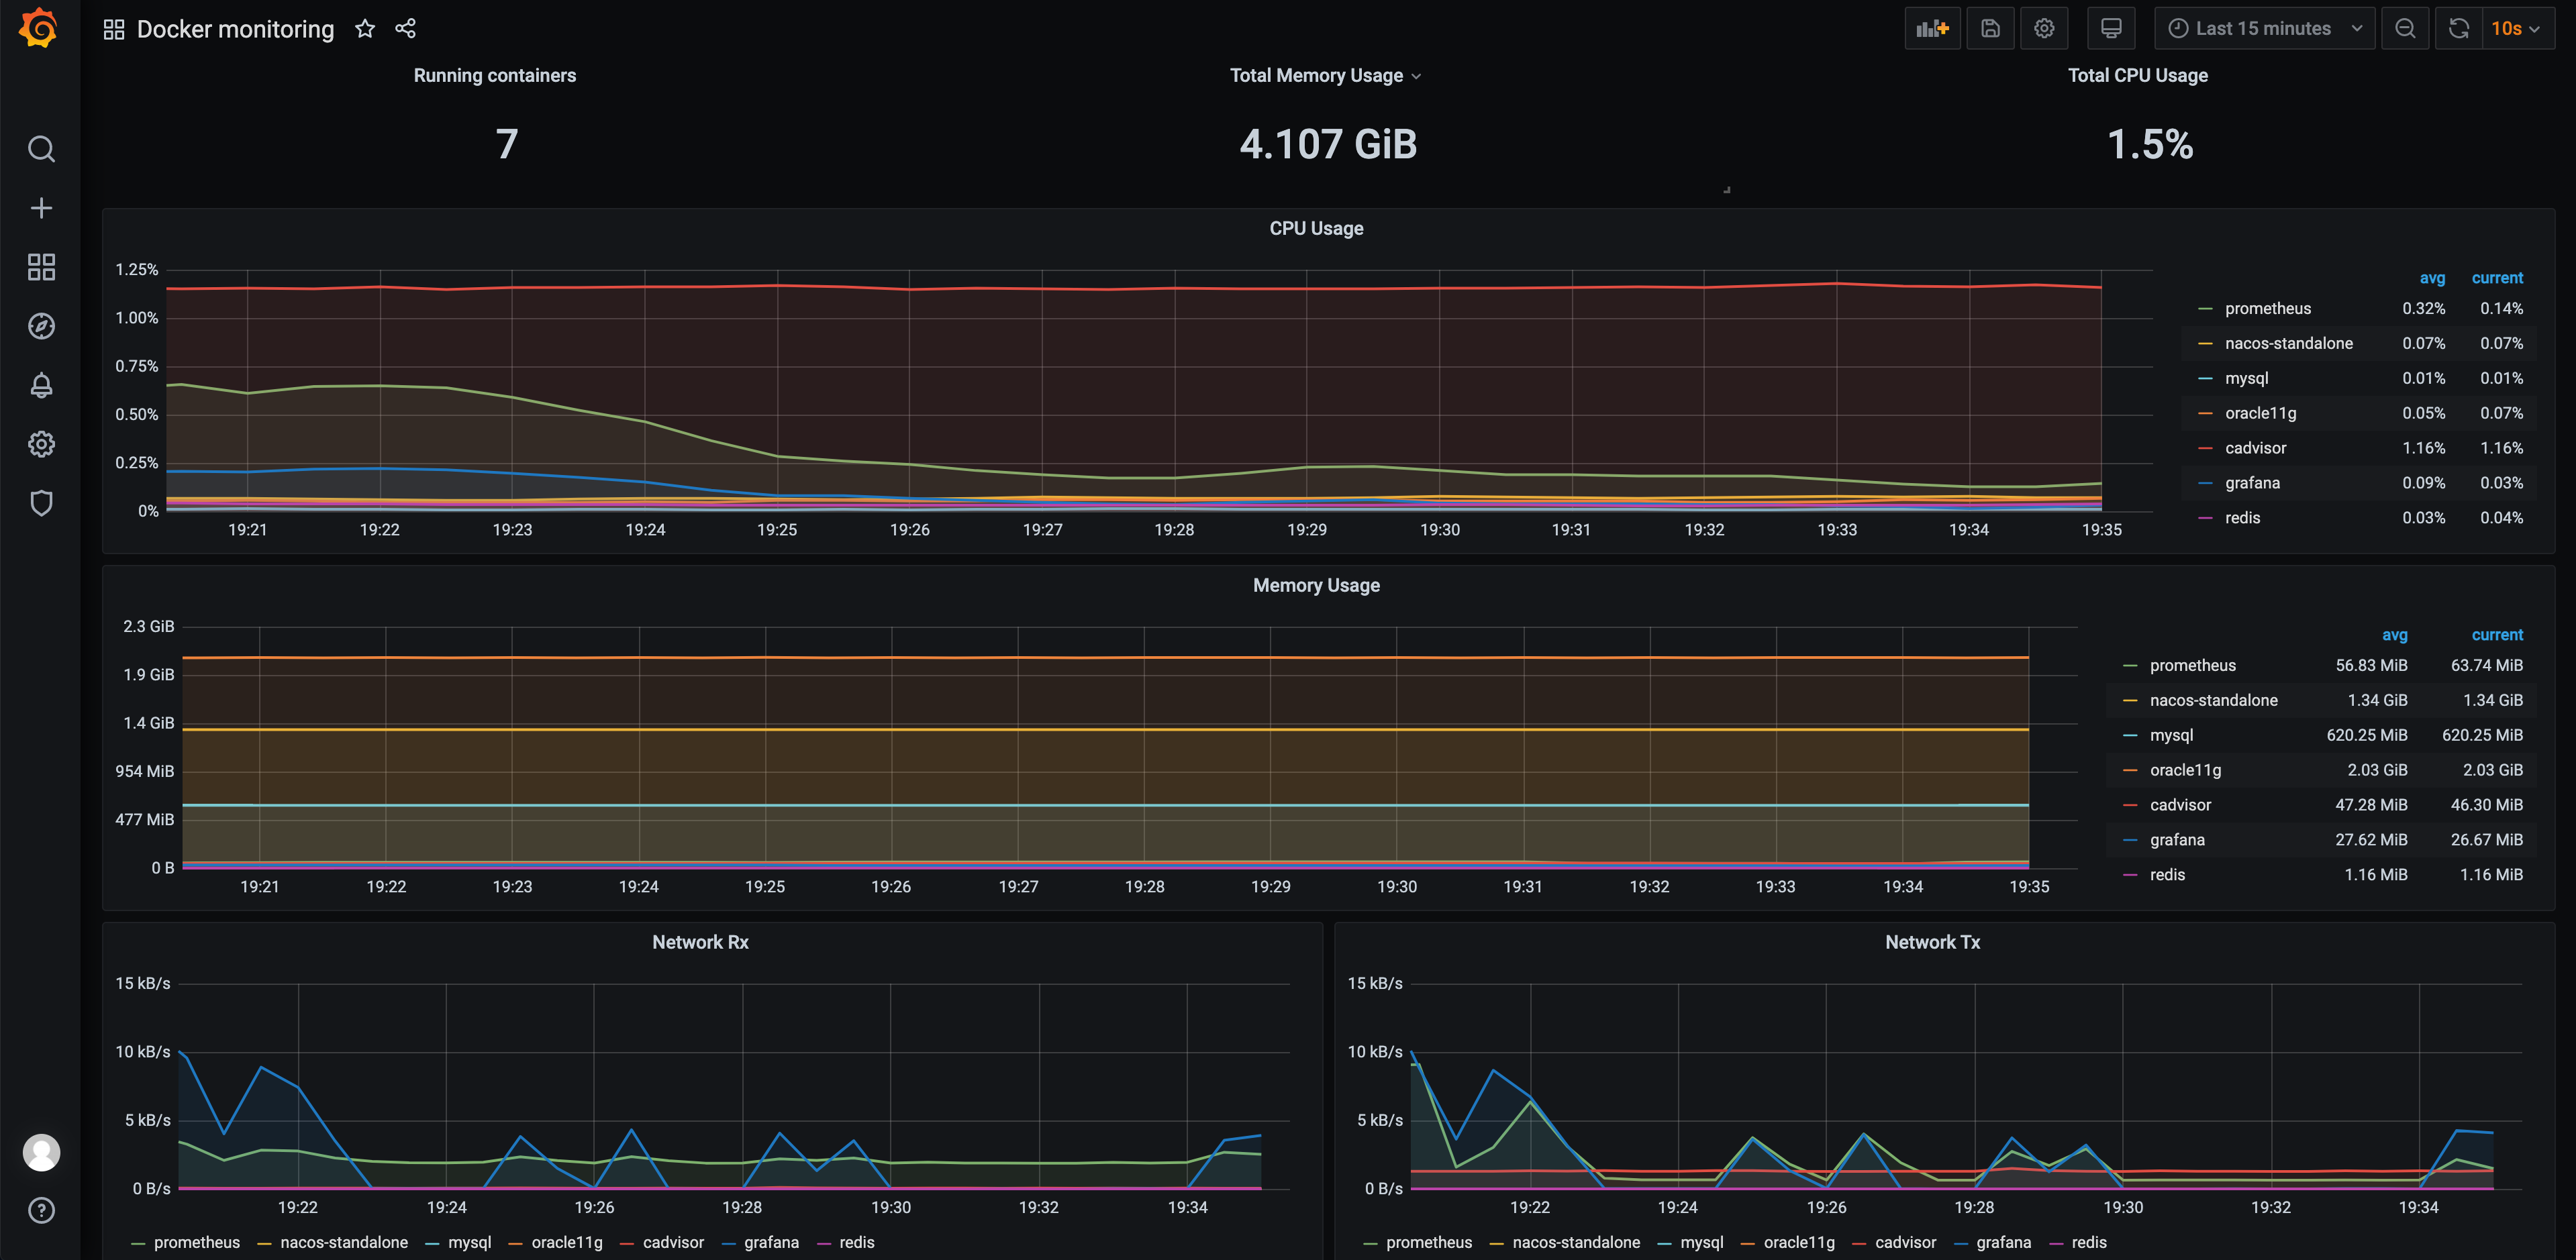 Docker monitoring
Last 15 minutes
10s
Running containers
7
Total Memory Usage
4.107 GiB
Total CPU Usage
1.5%
CPU Usage
1.25%
1.00%
0.75%
0.50%
0.25%
0%
19:21 19:22 19:23 19:24 19:25 19:26 19:27 19:28 19:29 19:30 19:31 19:32 19:33 19:34 19:35
avg current
prometheus 0.32% 0.14%
nacos-standalone 0.07% 0.07%
mysql 0.01% 0.01%
oracle11g 0.05% 0.07%
cadvisor 1.16% 1.16%
grafana 0.09% 0.03%
redis 0.03% 0.04%
Memory Usage
2.3 GiB
1.9 GiB
1.4 GiB
954 MiB
477 MiB
0 B
19:21 19:22 19:23 19:24 19:25 19:26 19:27 19:28 19:29 19:30 19:31 19:32 19:33 19:34 19:35
avg current
prometheus 56.83 MiB 63.74 MiB
nacos-standalone 1.34 GiB 1.34 GiB
mysql 620.25 MiB 620.25 MiB
oracle11g 2.03 GiB 2.03 GiB
cadvisor 47.28 MiB 46.30 MiB
grafana 27.62 MiB 26.67 MiB
redis 1.16 MiB 1.16 MiB
Network Rx
15 kB/s
10 kB/s
5 kB/s
0 B/s
19:22 19:24 19:26 19:28 19:30 19:32 19:34
prometheus nacos-standalone mysql oracle11g cadvisor grafana redis
Network Tx
15 kB/s
10 kB/s
5 kB/s
0 B/s
19:22 19:24 19:26 19:28 19:30 19:32 19:34
prometheus nacos-standalone mysql oracle11g cadvisor grafana redis